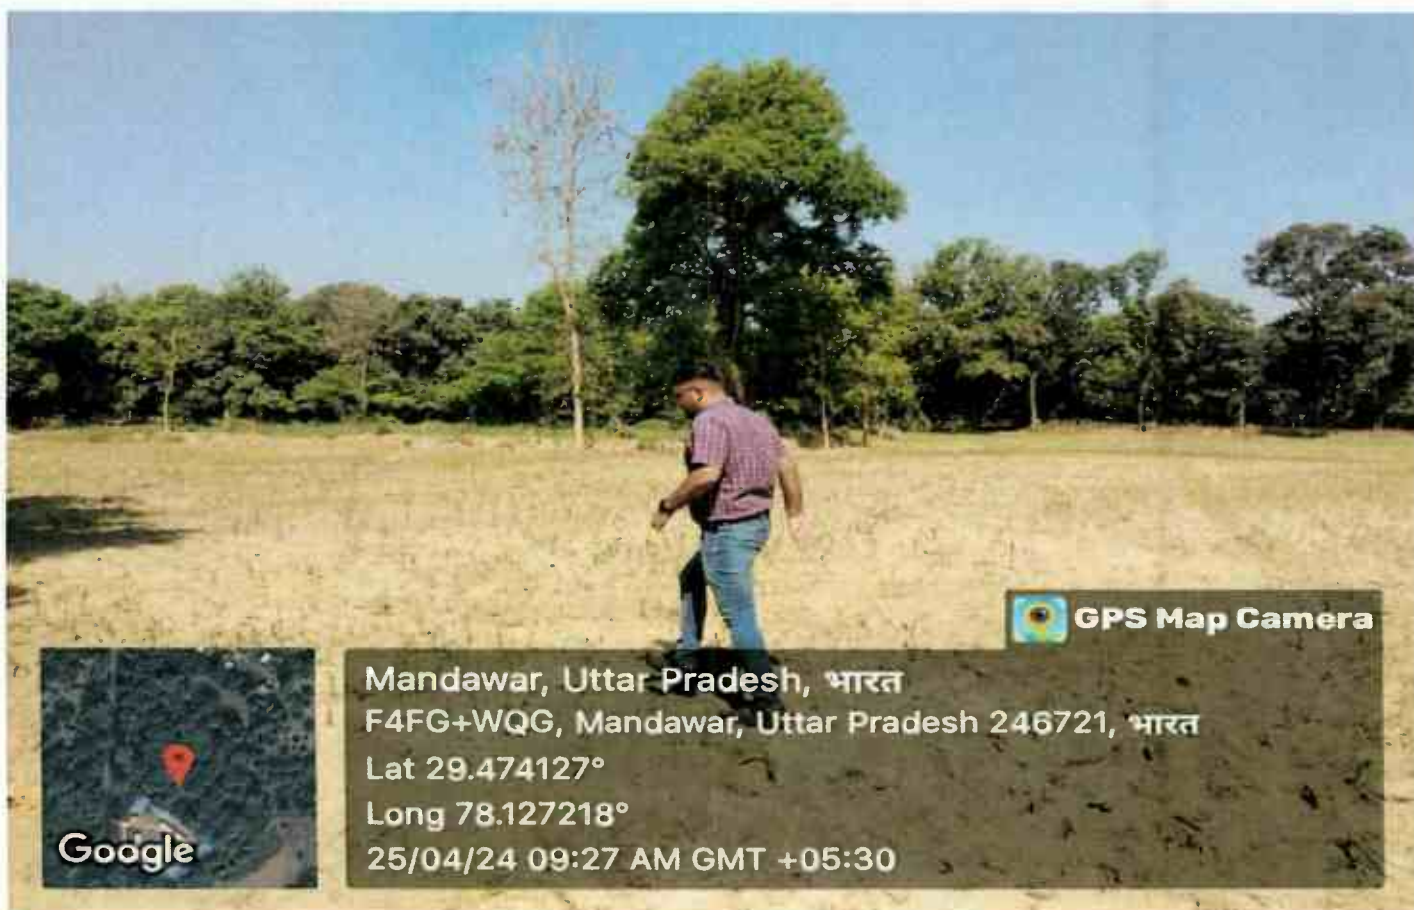 GPS Map Camera
Mandawar, Uttar Pradesh, भारत
F4FG+WQG, Mandawar, Uttar Pradesh 246721, भारत
Lat 29.474127°
Long 78.127218°
25/04/24 09:27 AM GMT +05:30
Google